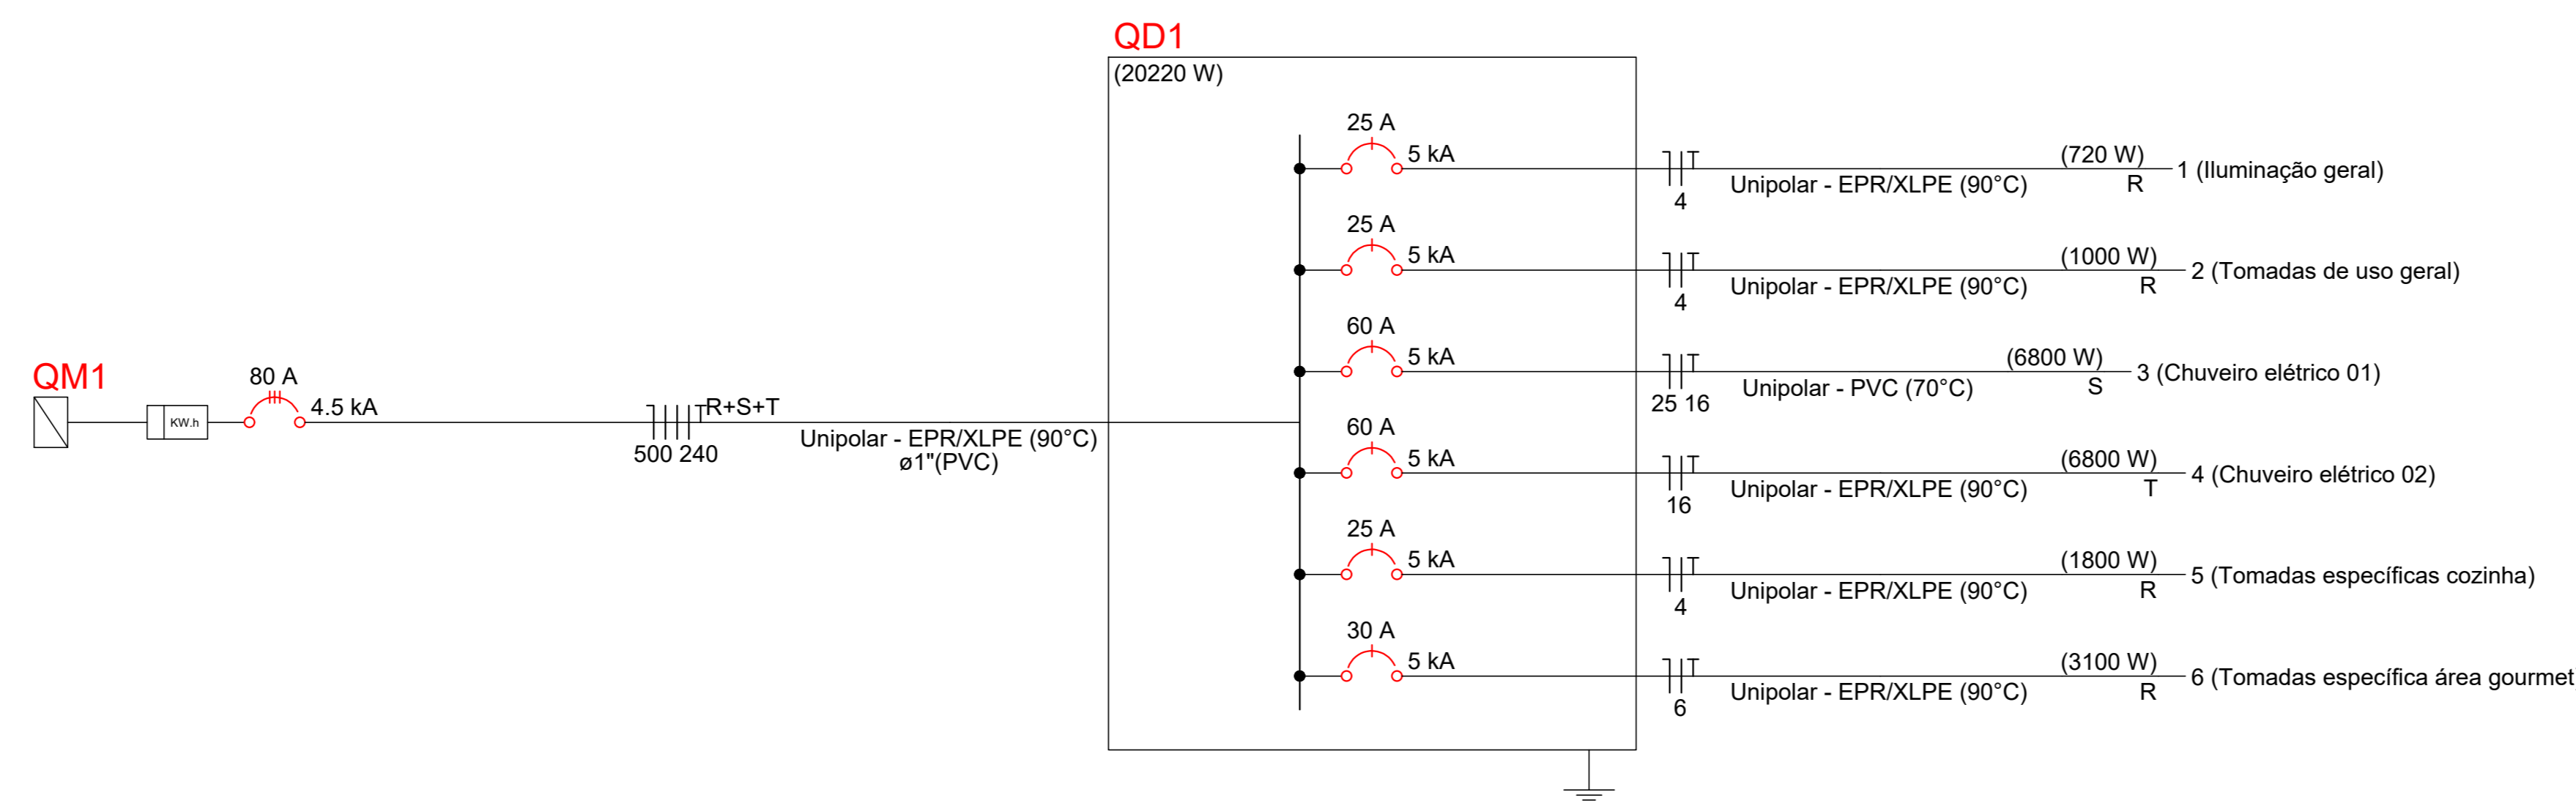 QD1
(20220 W)
25 A
5 kA
T
(720 W)
1 (Iluminação geral)
Unipolar - EPR/XLPE (90°C)
R
4
25 A
5 kA
T
(1000 W)
2 (Tomadas de uso geral)
Unipolar - EPR/XLPE (90°C)
R
4
60 A
5 kA
T
(6800 W)
3 (Chuveiro elétrico 01)
Unipolar - PVC (70°C)
S
25 16
QM1
80 A
KW.h
4.5 kA
R+S+T
Unipolar - EPR/XLPE (90°C)
500 240
ø1"(PVC)
60 A
5 kA
T
(6800 W)
4 (Chuveiro elétrico 02)
Unipolar - EPR/XLPE (90°C)
T
16
25 A
5 kA
T
(1800 W)
5 (Tomadas específicas cozinha)
Unipolar - EPR/XLPE (90°C)
R
4
30 A
5 kA
T
(3100 W)
6 (Tomadas específica área gourmet
Unipolar - EPR/XLPE (90°C)
R
6